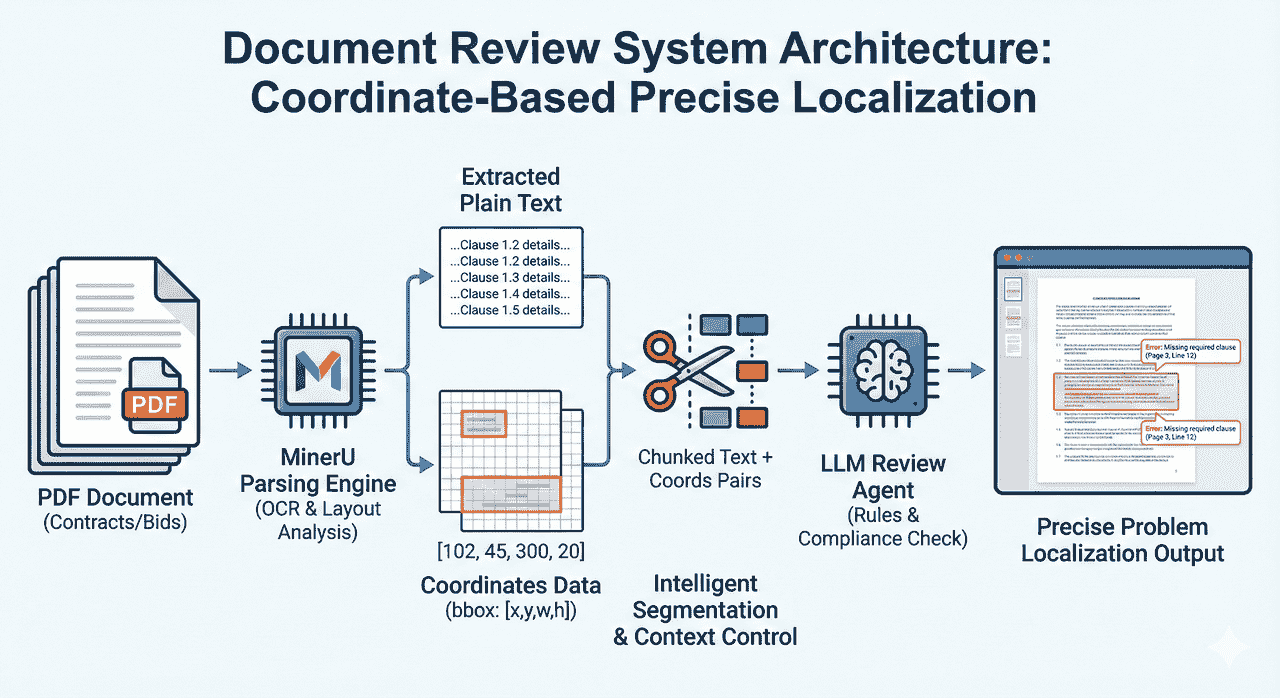 Document Review System Architecture:
Coordinate-Based Precise Localization
PDF
PDF Document
(Contracts/Bids)
MinerU
Parsing Engine
(OCR & Layout
Analysis)
Extracted
Plain Text
...Clause 1.2 details...
...Clause 1.2 details...
...Clause 1.3 details...
...Clause 1.4 details...
...Clause 1.5 details...
[102, 45, 300, 20]
Coordinates Data
(bbox: [x,y,w,h])
Chunked Text +
Coords Pairs
Intelligent
Segmentation
& Context Control
LLM Review
Agent
(Rules &
Compliance Check)
Error: Missing required clause
(Page 3, Line 12)
Error: Missing required clause
(Page 3, Line 12)
Precise Problem
Localization Output